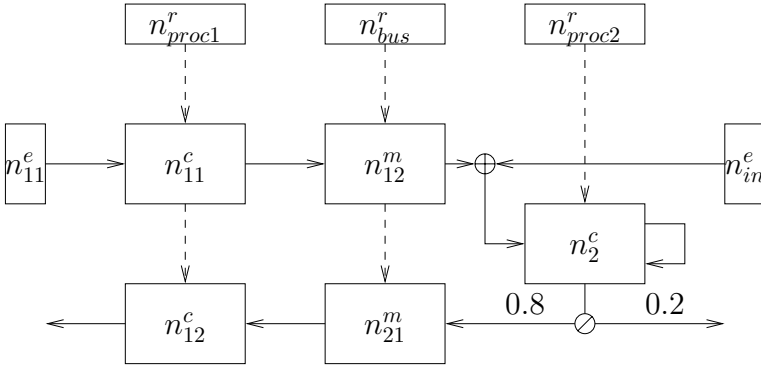 n^r_{proc1} n^r_{bus} n^r_{proc2}
n^e_{11} n^c_{11} n^m_{12} n^e_{in}
n^c_2
0.8 0.2
n^c_{12} n^m_{21}